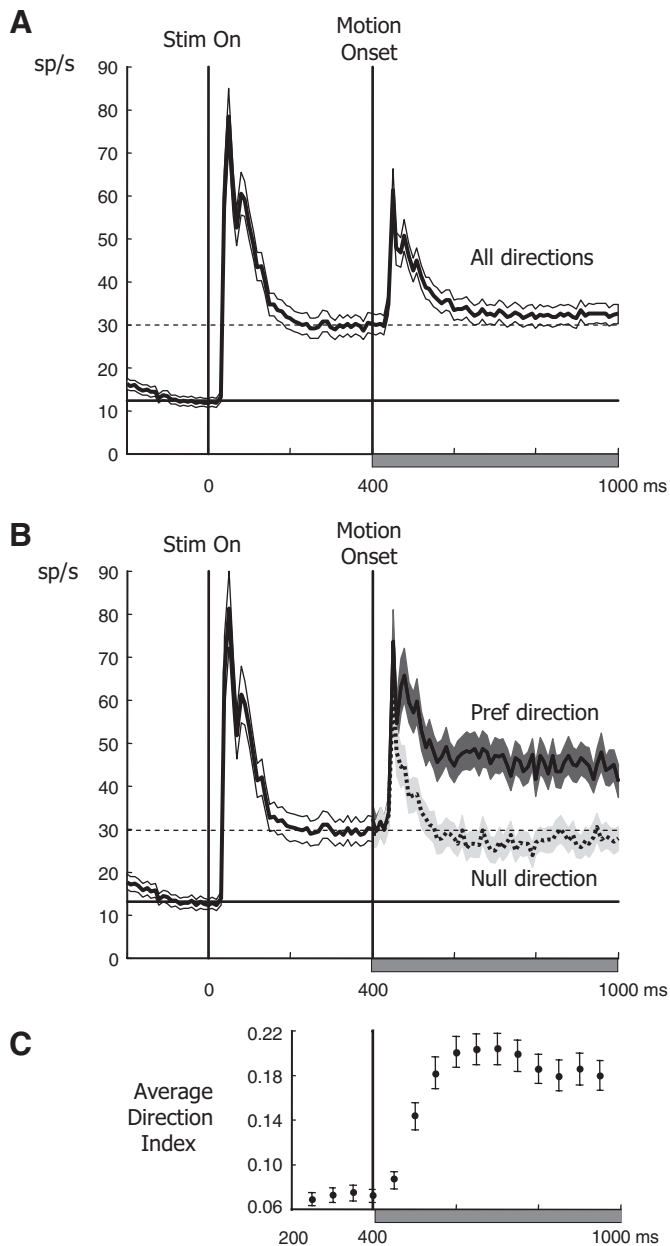 A
Stim On
Motion
Onset
sp/s
90
80
70
60
50
40
30
20
10
0
All directions
0
400
1000 ms
B
Stim On
Motion
Onset
sp/s
90
80
70
60
50
40
30
20
10
0
Pref direction
Null direction
0
400
1000 ms
C
Average
Direction
Index
0.22
0.18
0.14
0.10
0.06
200
400
1000 ms